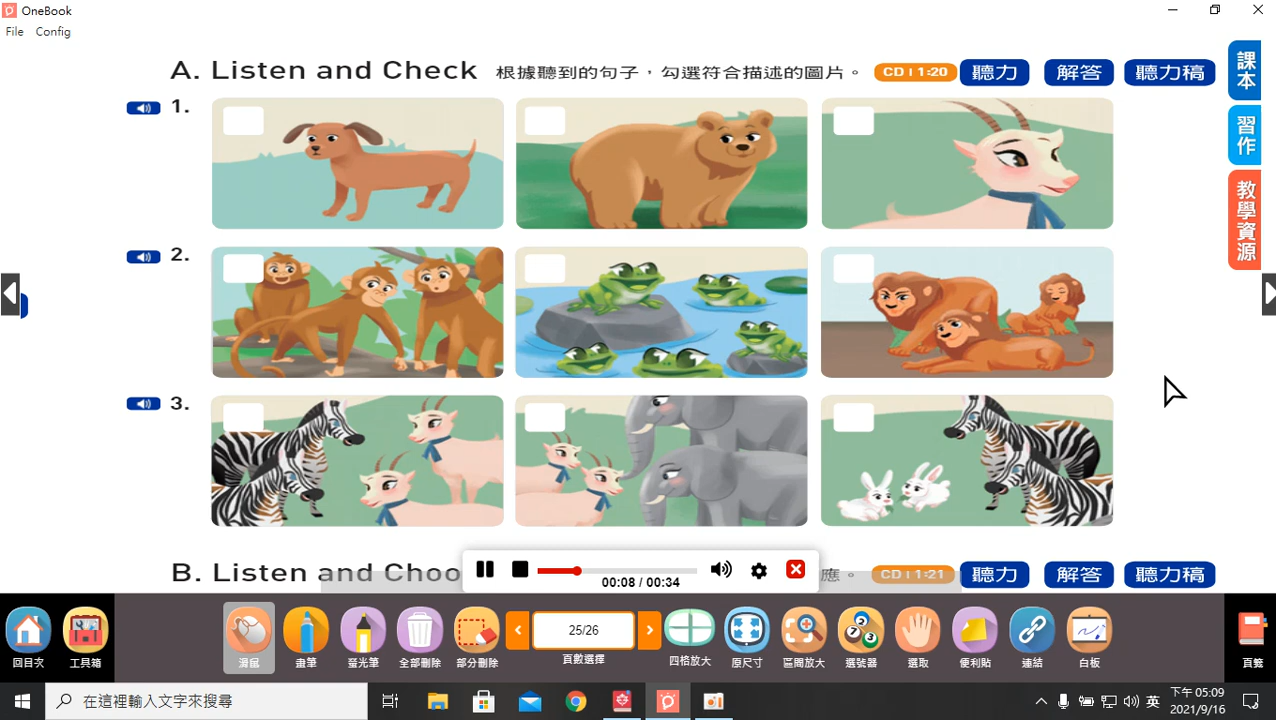 OneBook
File Config
A. Listen and Check 根據聽到的句子，勾選符合描述的圖片。 CD 1 1:20 聽力 解答 聽力稿
課本
習作
教學資源
1.
2.
3.
00:08 / 00:34
B. Listen and Choo 應。 CD 1 1:21 聽力 解答 聽力稿
25/26
回目次 工具箱 滑鼠 畫筆 螢光筆 全部刪除 部分刪除 頁數選擇 四格放大 原尺寸 區間放大 選號器 選取 便利貼 連結 白板 頁籤
在這裡輸入文字來搜尋
英
下午 05:09
2021/9/16